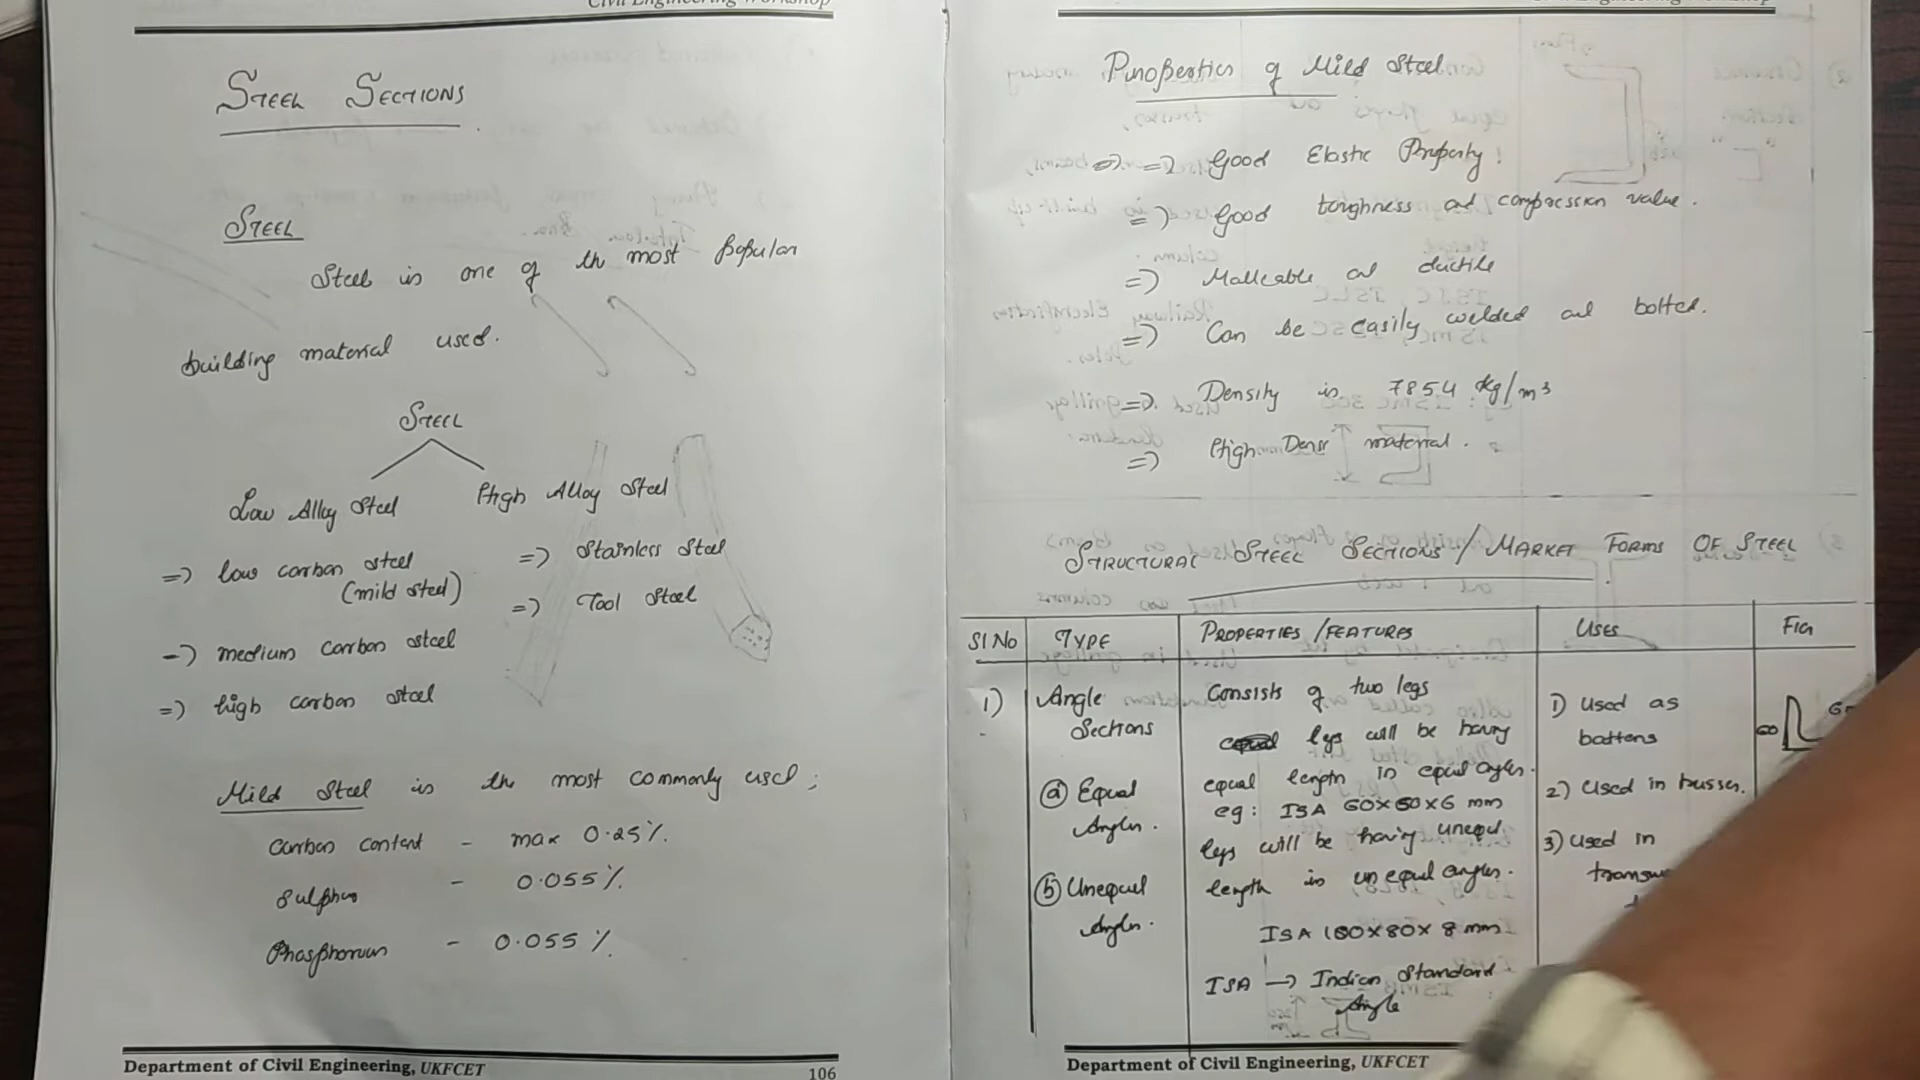 Civil Engineering Workshop
STEEL SECTIONS
STEEL
Steel is one of the most popular
building material used.
STEEL
Low Alloy Steel
High Alloy Steel
=> low carbon steel
(mild steel)
-> medium carbon steel
=> high carbon steel
=> Stainless Steel
=> Tool Steel
Mild Steel is the most commonly used;
Carbon content - max 0.25%.
Sulphur - 0.055%.
Phosphorus - 0.055%.
Department of Civil Engineering, UKFCET
106
Properties of Mild Steel
=> Good Elastic Property
=> Good toughness and compression value.
=> Malleable and ductile
=> Can be easily welded and bolted.
=> Density is 7854 kg/m³
=> High Dense material.
STRUCTURAL STEEL SECTIONS / MARKET FORMS OF STEEL
Sl No TYPE PROPERTIES/FEATURES USES FIG
1) Angle Sections
(a) Equal Angles.
(b) Unequal Angles.
Consists of two legs
legs will be having
equal length in equal angles.
eg: ISA 60x60x6 mm
legs will be having unequal
length in unequal angles.
ISA 100x80x8 mm
ISA -> Indian Standard
Angle
1) Used as
battens
2) Used in trusses.
3) Used in
60
Department of Civil Engineering, UKFCET